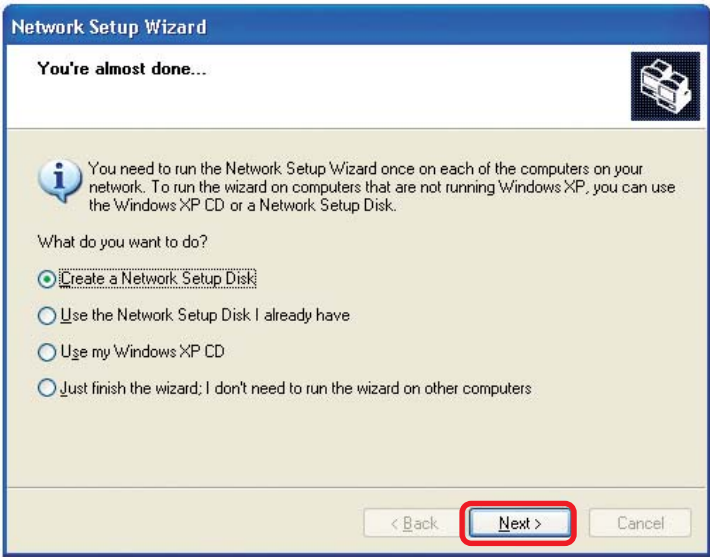 Network Setup Wizard
You're almost done...
You need to run the Network Setup Wizard once on each of the computers on your
network. To run the wizard on computers that are not running Windows XP, you can use
the Windows XP CD or a Network Setup Disk.
What do you want to do?
Create a Network Setup Disk
Use the Network Setup Disk I already have
Use my Windows XP CD
Just finish the wizard; I don't need to run the wizard on other computers
< Back
Next >
Cancel